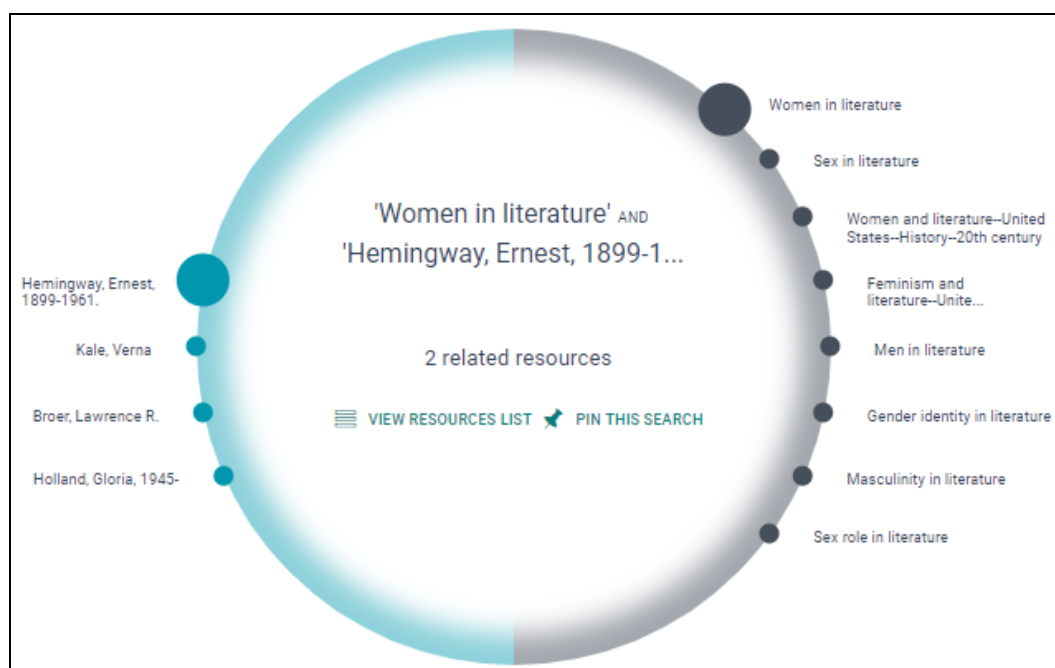 'Women in literature' AND
'Hemingway, Ernest, 1899-1...
2 related resources
VIEW RESOURCES LIST
PIN THIS SEARCH
Hemingway, Ernest,
1899-1961.
Kale, Verna
Broer, Lawrence R.
Holland, Gloria, 1945-
Women in literature
Sex in literature
Women and literature--United
States--History--20th century
Feminism and
literature--Unite...
Men in literature
Gender identity in literature
Masculinity in literature
Sex role in literature